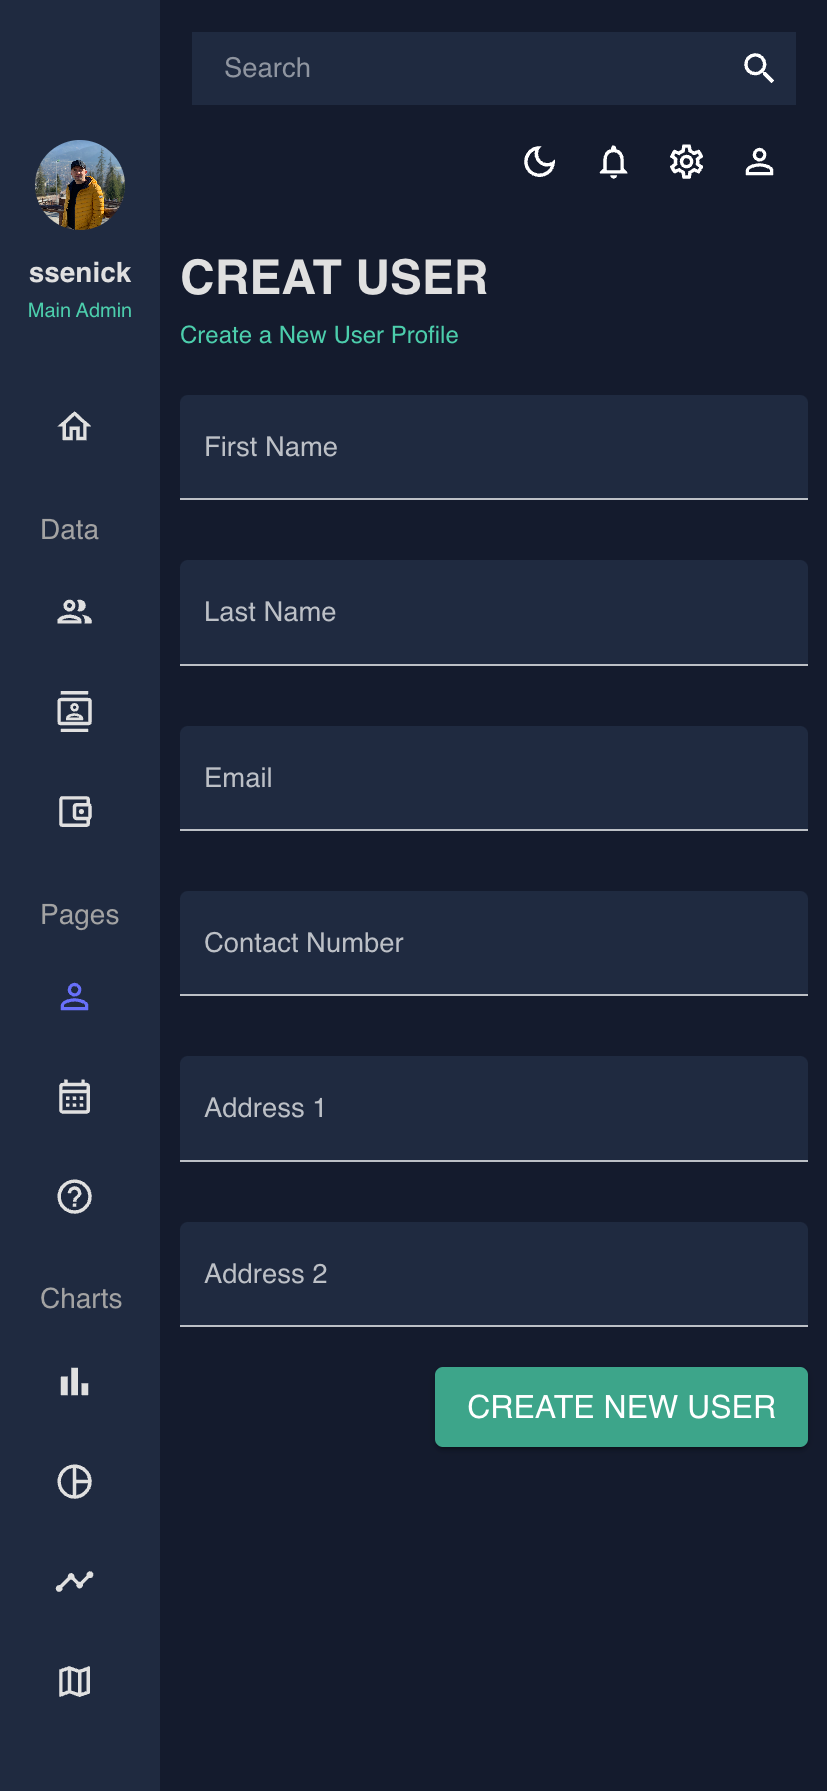 Search
ssenick
Main Admin
CREAT USER
Create a New User Profile
First Name
Data
Last Name
Email
Pages
Contact Number
Address 1
Address 2
Charts
CREATE NEW USER